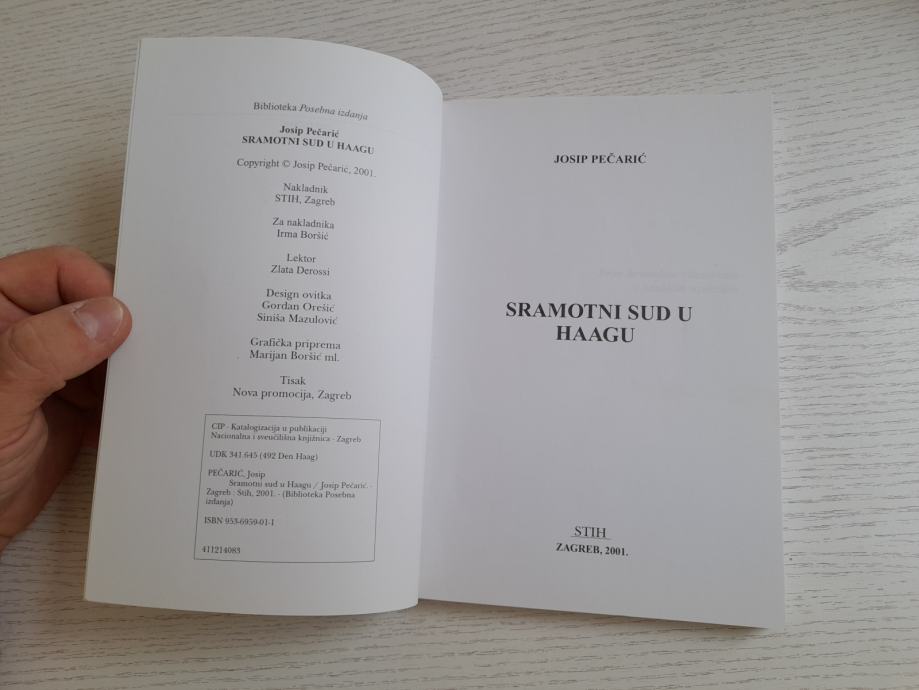 Biblioteka Posebna izdanja
Josip Pečarić
SRAMOTNI SUD U HAAGU
Copyright © Josip Pečarić, 2001.
Nakladnik
STIH, Zagreb
Za nakladnika
Irma Boršić
Lektor
Zlata Derossi
Design ovitka
Gordan Orešić
Siniša Mazulović
Grafička priprema
Marijan Boršić ml.
Tisak
Nova promocija, Zagreb
CIP - Katalogizacija u publikaciji
Nacionalna i sveučilišna knjižnica - Zagreb
UDK 341.645 (492 Den Haag)
PEČARIĆ, Josip
Sramotni sud u Haagu / Josip Pečarić. -
Zagreb : Stih, 2001. - (Biblioteka Posebna
izdanja)
ISBN 953-6959-01-1
411214083
JOSIP PEČARIĆ
SRAMOTNI SUD U
HAAGU
STIH
ZAGREB, 2001.